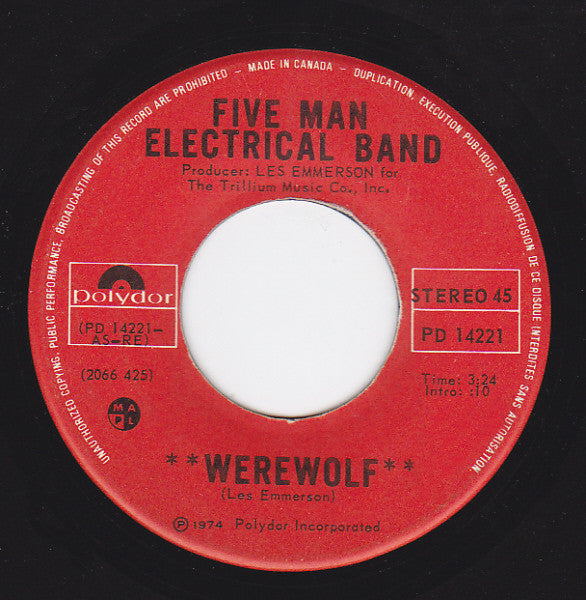 UNAUTHORIZED COPYING, PUBLIC PERFORMANCE, BROADCASTING OF THIS RECORD ARE PROHIBITED – MADE IN CANADA – DUPLICATION, EXECUTION PUBLIQUE, RADIODIFFUSION DE CE DISQUE INTERDITES SANS AUTORISATION
FIVE MAN
ELECTRICAL BAND
Producer: LES EMMERSON for
The Trillium Music Co., Inc.
polydor
(PD 14221-
AS-RE)
(2066 425)
MAPL
STEREO 45
PD 14221
Time: 3:24
Intro: :10
**WEREWOLF**
(Les Emmerson)
Ⓟ 1974 Polydor Incorporated